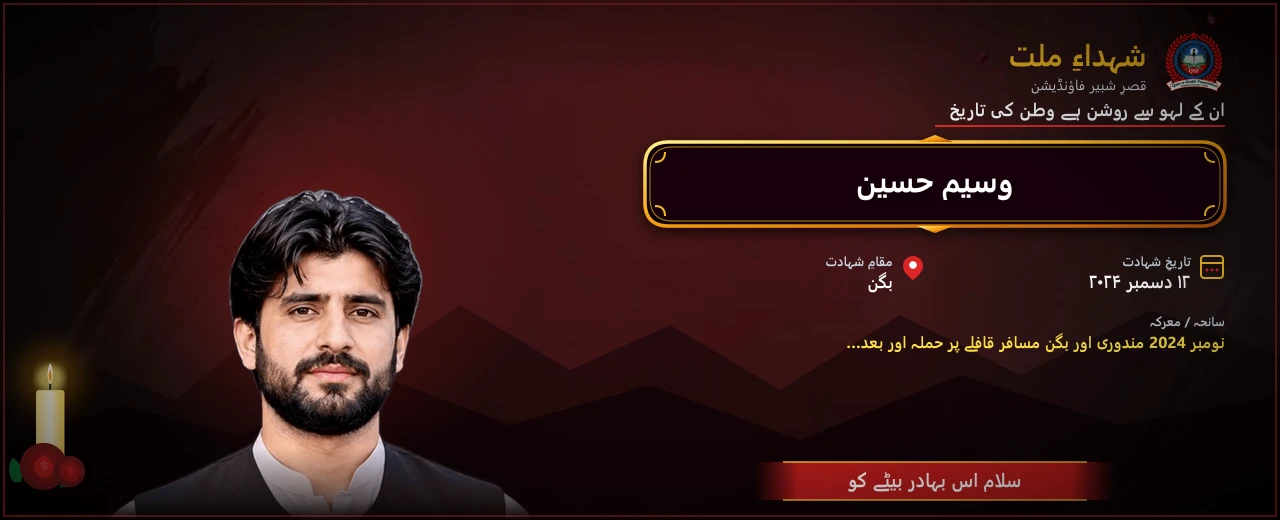 شہداءِ ملت
قصرِ شبیر فاؤنڈیشن
ان کے لہو سے روشن ہے وطن کی تاریخ
وسیم حسین
تاریخِ شہادت
۱۲ دسمبر ۲۰۲۴
مقامِ شہادت
بگن
سانحہ / معرکہ
نومبر 2024 مندوری اور بگن مسافر قافلے پر حملہ اور بعد...
سلام اس بہادر بیٹے کو